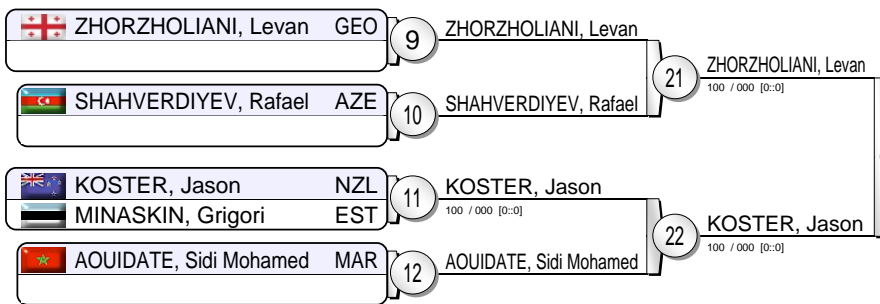 ZHORZHOLIANI, Levan GEO
9
ZHORZHOLIANI, Levan
SHAHVERDIYEV, Rafael AZE
10
SHAHVERDIYEV, Rafael
21
ZHORZHOLIANI, Levan
100 / 000 [0::0]
KOSTER, Jason NZL
MINASKIN, Grigori EST
11
KOSTER, Jason
100 / 000 [0::0]
AOUIDATE, Sidi Mohamed MAR
12
AOUIDATE, Sidi Mohamed
22
KOSTER, Jason
100 / 000 [0::0]